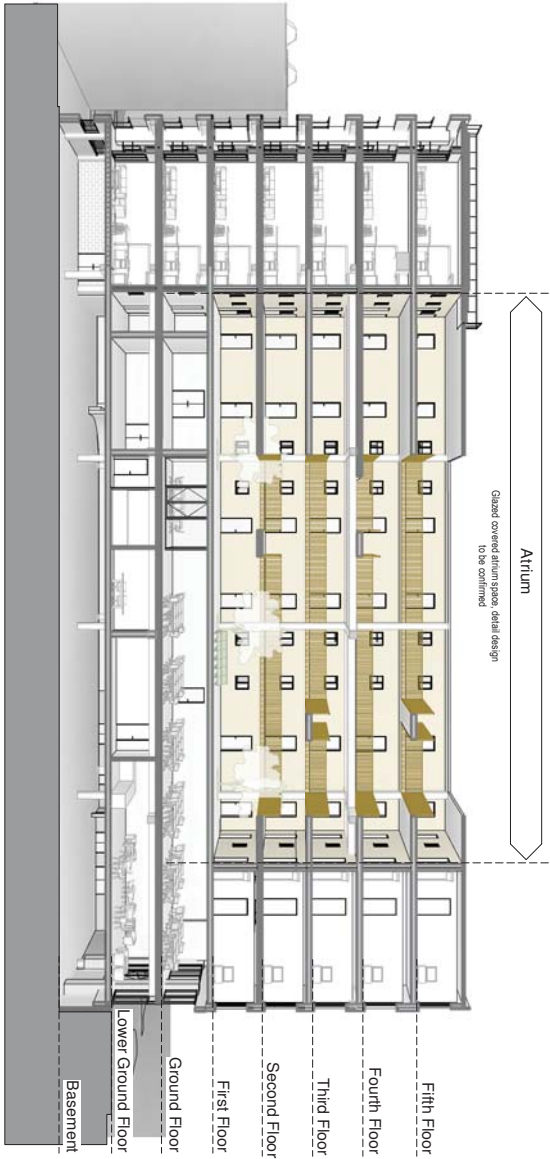 Atrium
Glazed covered atrium space, detail design
to be confirmed
Fifth Floor
Fourth Floor
Third Floor
Second Floor
First Floor
Ground Floor
Lower Ground Floor
Basement